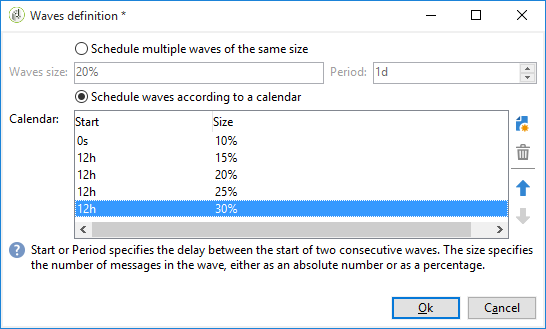 Waves definition *
Schedule multiple waves of the same size
Waves size: 20% Period: 1d
Schedule waves according to a calendar
Calendar: Start Size
0s 10%
12h 15%
12h 20%
12h 25%
12h 30%
Start or Period specifies the delay between the start of two consecutive waves. The size specifies
the number of messages in the wave, either as an absolute number or as a percentage.
Ok Cancel